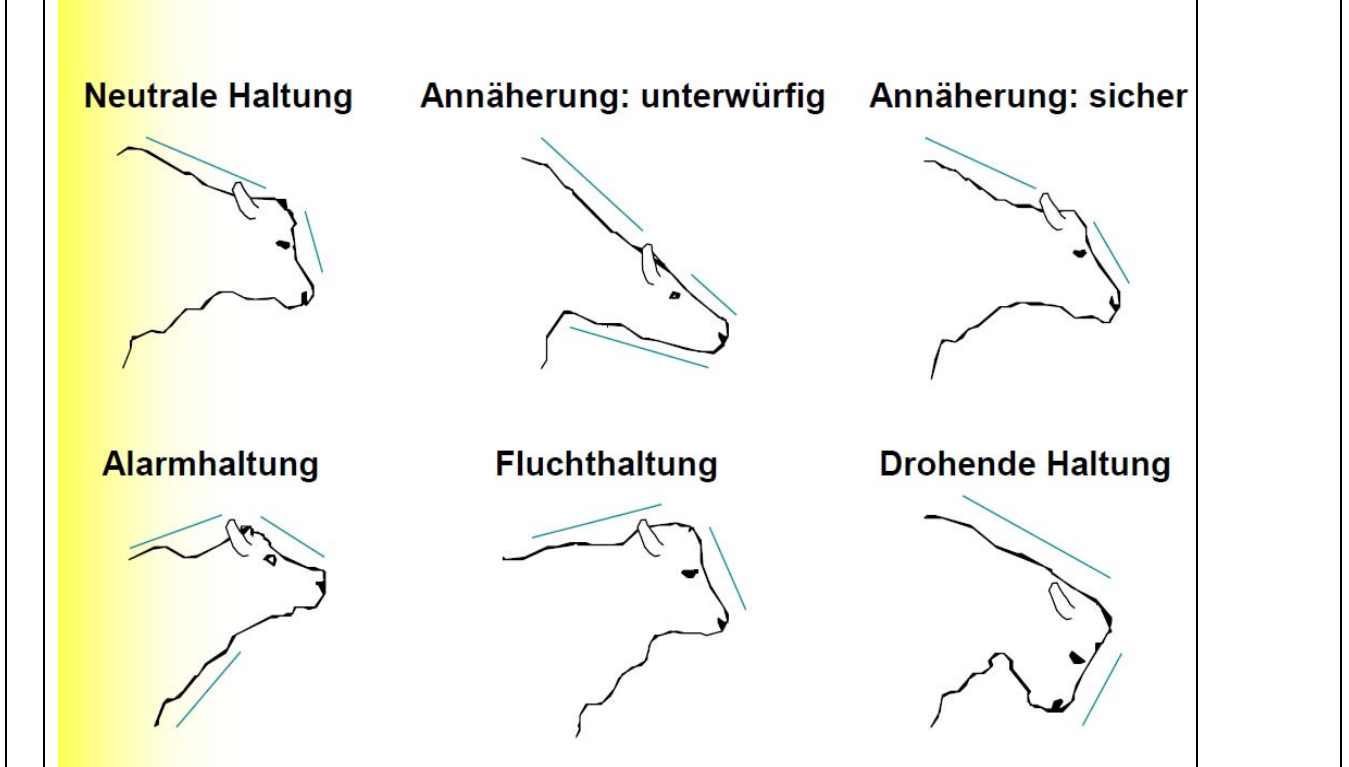 Neutrale Haltung
Annäherung: unterwürfig
Annäherung: sicher
Alarmhaltung
Fluchthaltung
Drohende Haltung